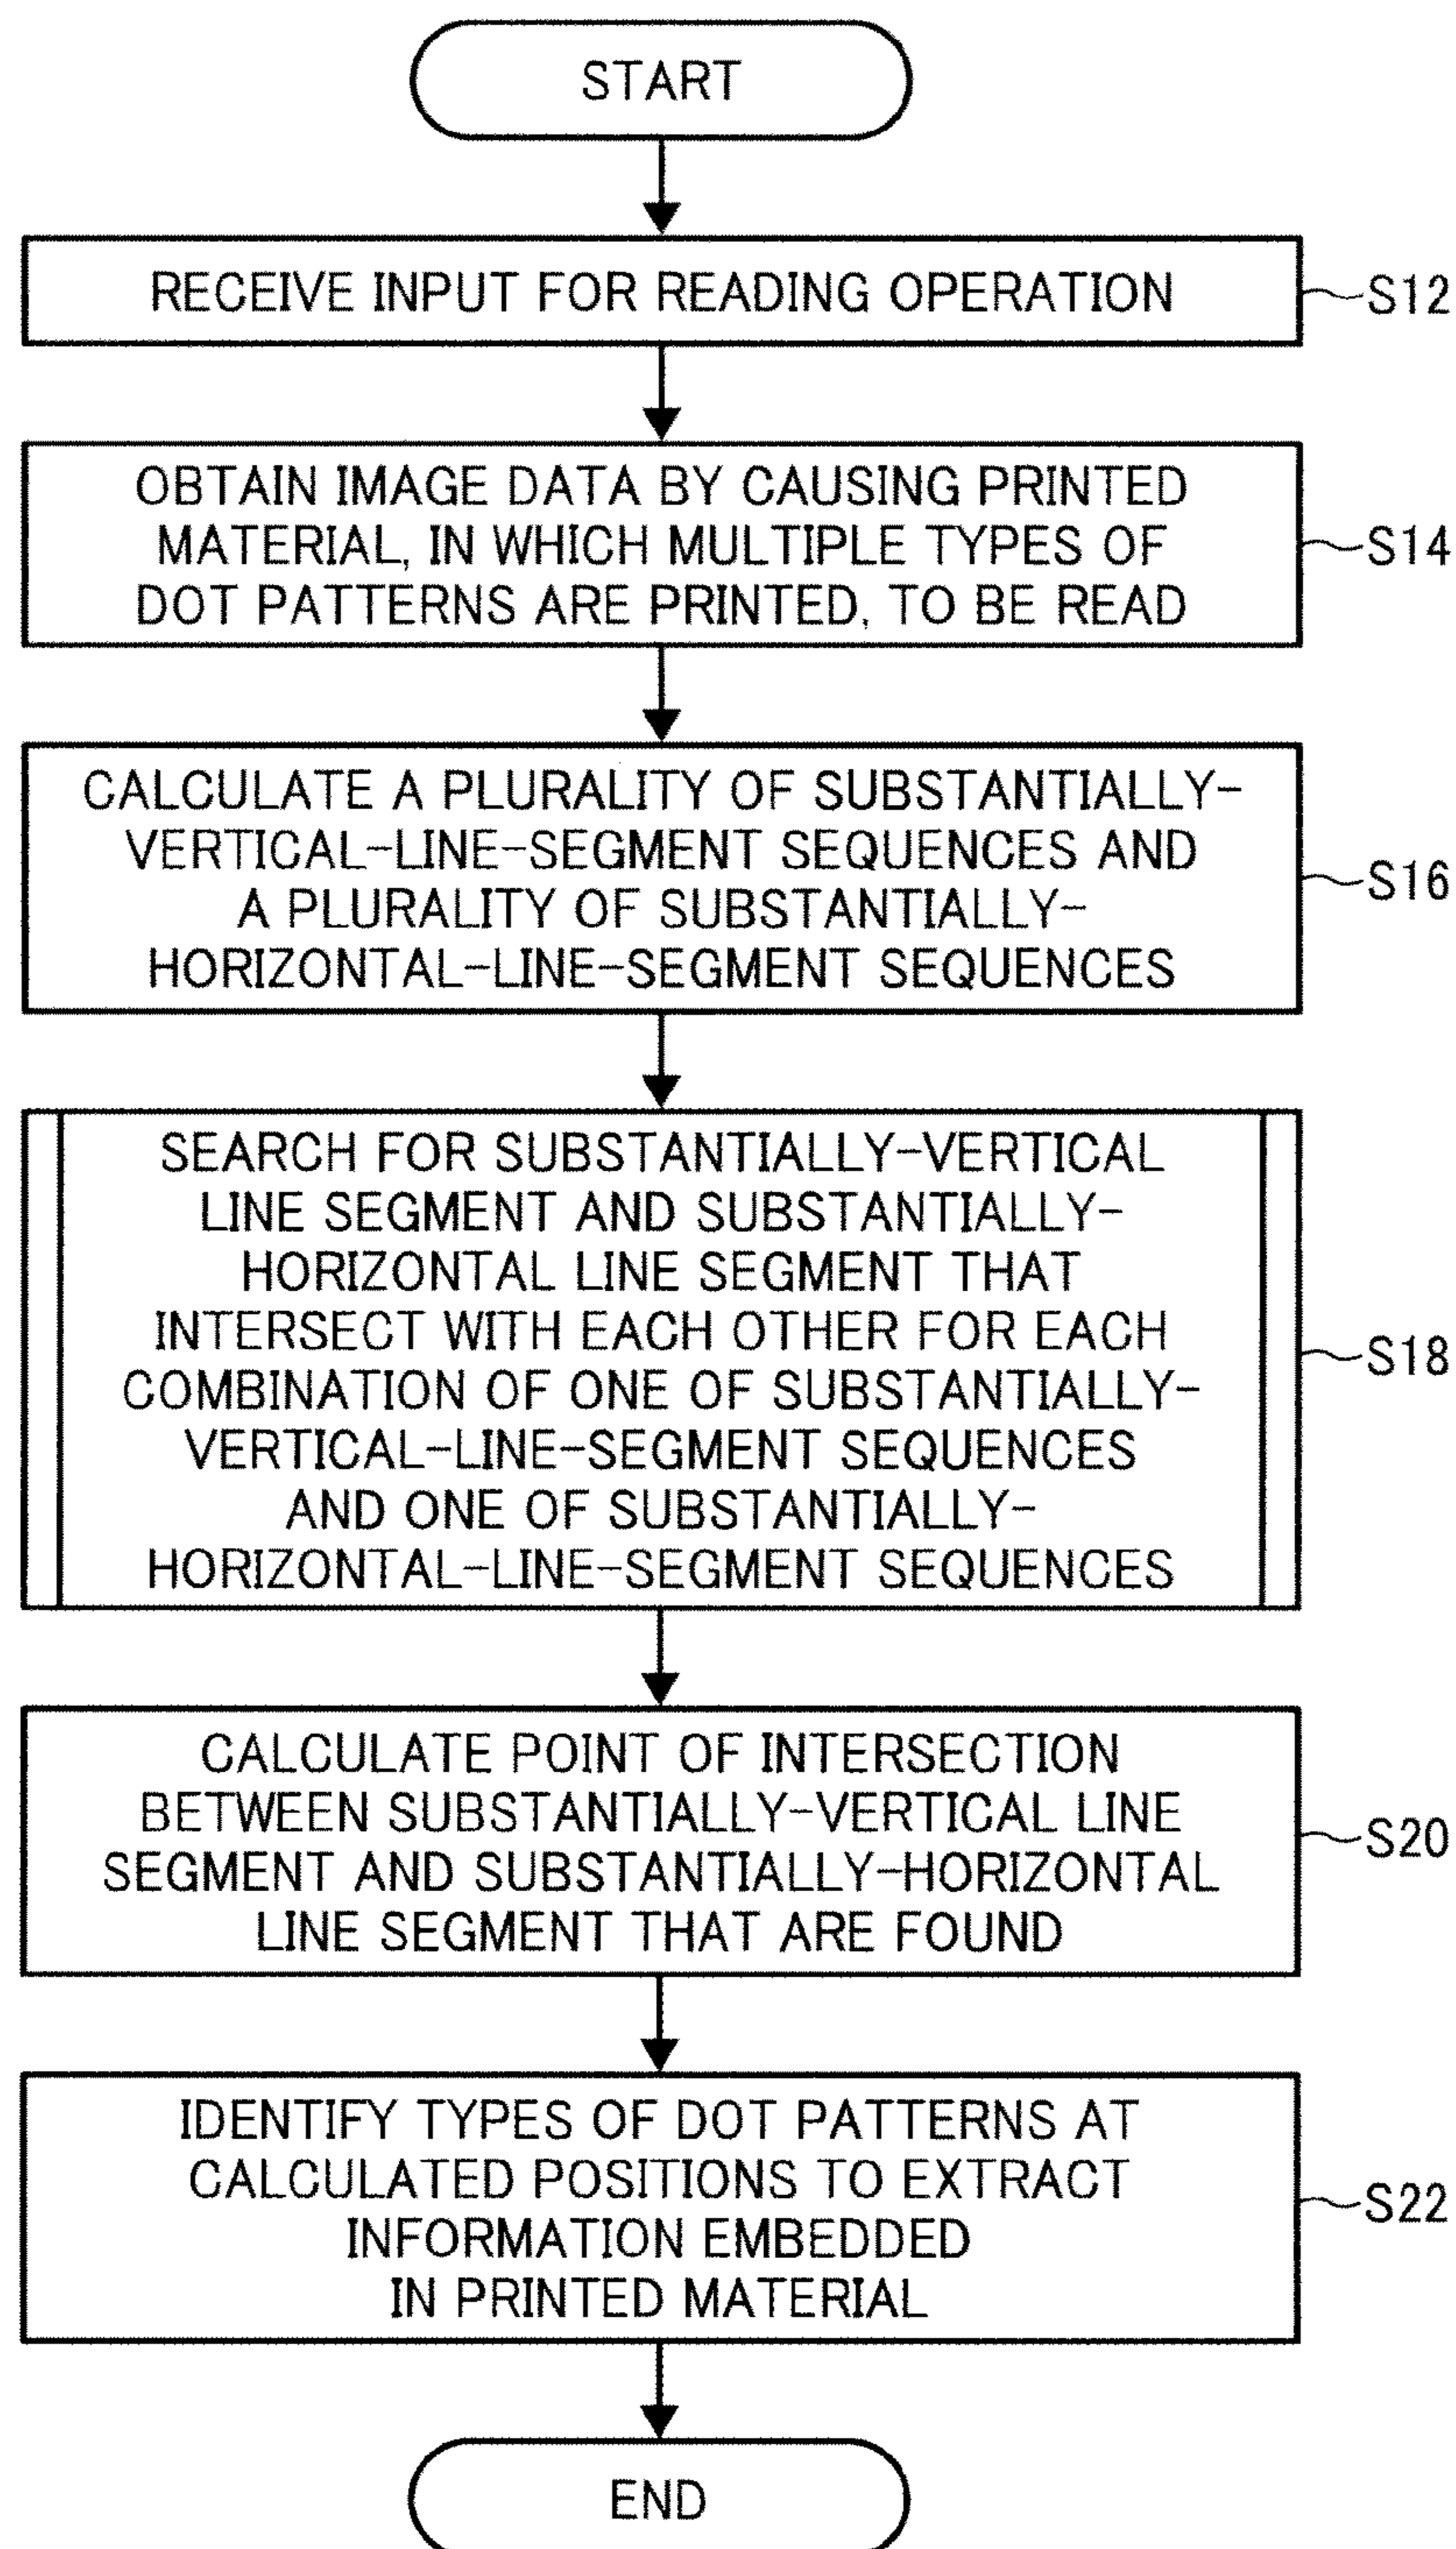 START
RECEIVE INPUT FOR READING OPERATION
S12
OBTAIN IMAGE DATA BY CAUSING PRINTED
MATERIAL, IN WHICH MULTIPLE TYPES OF
DOT PATTERNS ARE PRINTED, TO BE READ
S14
CALCULATE A PLURALITY OF SUBSTANTIALLY-
VERTICAL-LINE-SEGMENT SEQUENCES AND
A PLURALITY OF SUBSTANTIALLY-
HORIZONTAL-LINE-SEGMENT SEQUENCES
S16
SEARCH FOR SUBSTANTIALLY-VERTICAL
LINE SEGMENT AND SUBSTANTIALLY-
HORIZONTAL LINE SEGMENT THAT
INTERSECT WITH EACH OTHER FOR EACH
COMBINATION OF ONE OF SUBSTANTIALLY-
VERTICAL-LINE-SEGMENT SEQUENCES
AND ONE OF SUBSTANTIALLY-
HORIZONTAL-LINE-SEGMENT SEQUENCES
S18
CALCULATE POINT OF INTERSECTION
BETWEEN SUBSTANTIALLY-VERTICAL LINE
SEGMENT AND SUBSTANTIALLY-HORIZONTAL
LINE SEGMENT THAT ARE FOUND
S20
IDENTIFY TYPES OF DOT PATTERNS AT
CALCULATED POSITIONS TO EXTRACT
INFORMATION EMBEDDED
IN PRINTED MATERIAL
S22
END